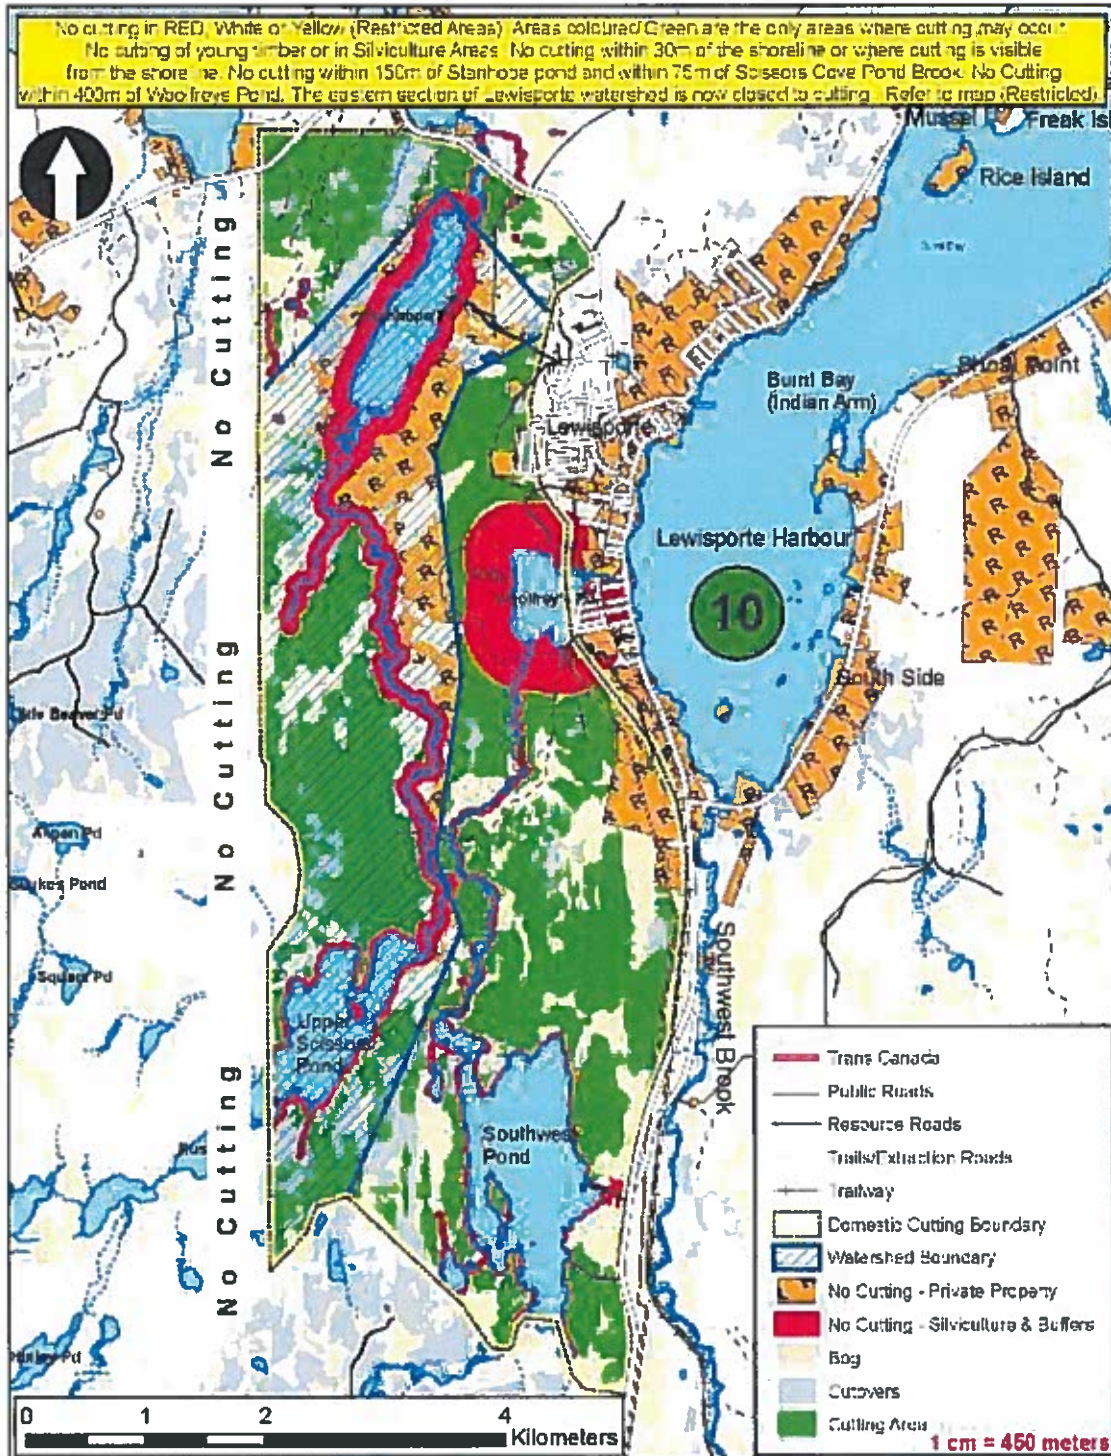 No cutting in RED, White or Yellow (Restricted Areas). Areas coloured Green are the only areas where cutting may occur.
No cutting of young timber or in Silviculture Areas. No cutting within 30m of the shoreline or where cutting is visible
from the shoreline. No cutting within 150m of Stanhope pond and within 75m of Scissors Cove Pond Brook. No Cutting
within 400m of Woolfreys Pond. The eastern section of Lewisporte watershed is now closed to cutting. Refer to map (Restricted)
Mussel
Freak Isl
Rice Island
Burnt Bay
(Indian Arm)
Point
Lewisporte
Lewisporte Harbour
10
South Side
No Cutting
No Cutting
No Cutting
No Cutting
Pond
Square Pd
Upper
Scissors
Pond
Southwest
Pond
Southwest Brook
Trans Canada
Public Roads
Resource Roads
Trails/Extraction Roads
Trailway
Domestic Cutting Boundary
Watershed Boundary
No Cutting - Private Property
No Cutting - Silviculture & Buffers
Bog
Cutovers
Cutting Area
1 cm = 450 meters
0 1 2 4
Kilometers